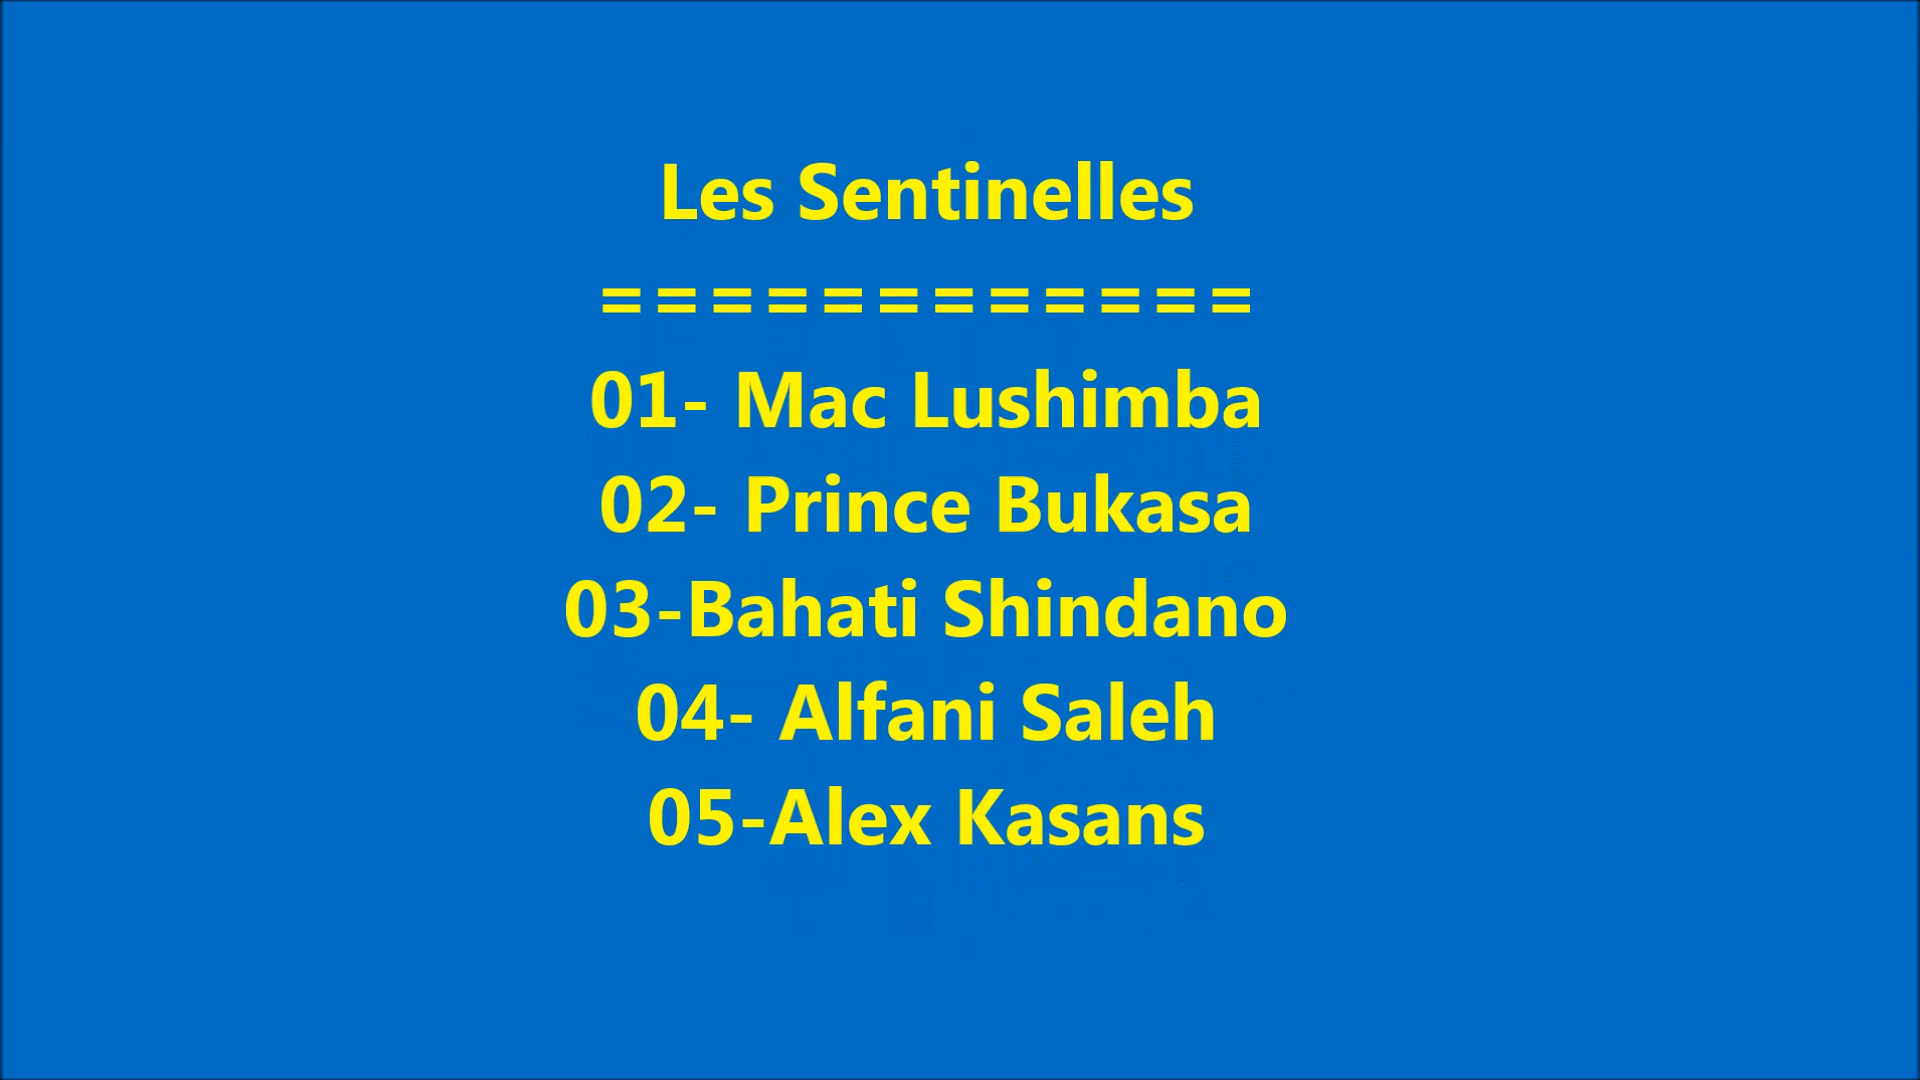 Les Sentinelles
============
01- Mac Lushimba
02- Prince Bukasa
03-Bahati Shindano
04- Alfani Saleh
05-Alex Kasans